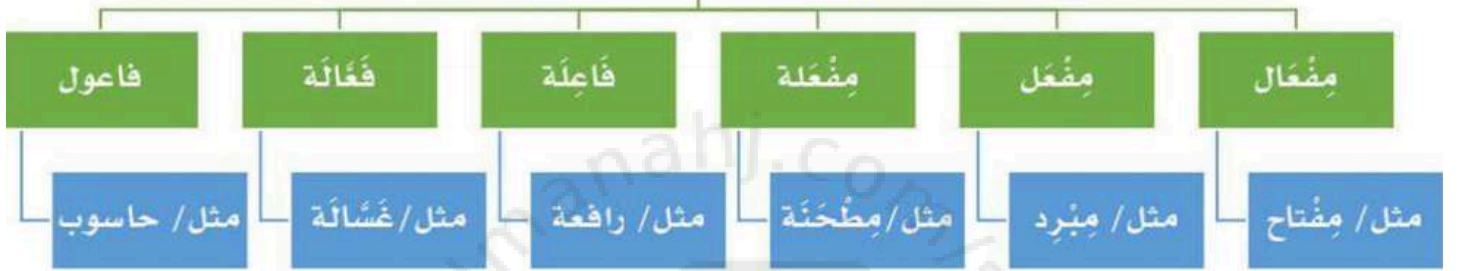 مِفْعَال
مِفْعَل
مِفْعَلة
فَاعِلَة
فَعَّالَة
فاعول
مثل/ مِفْتاح
مثل/ مِبْرِد
مثل/مِطْحَنَة
مثل/ رافعة
مثل/غَسَّالَة
مثل/ حاسوب